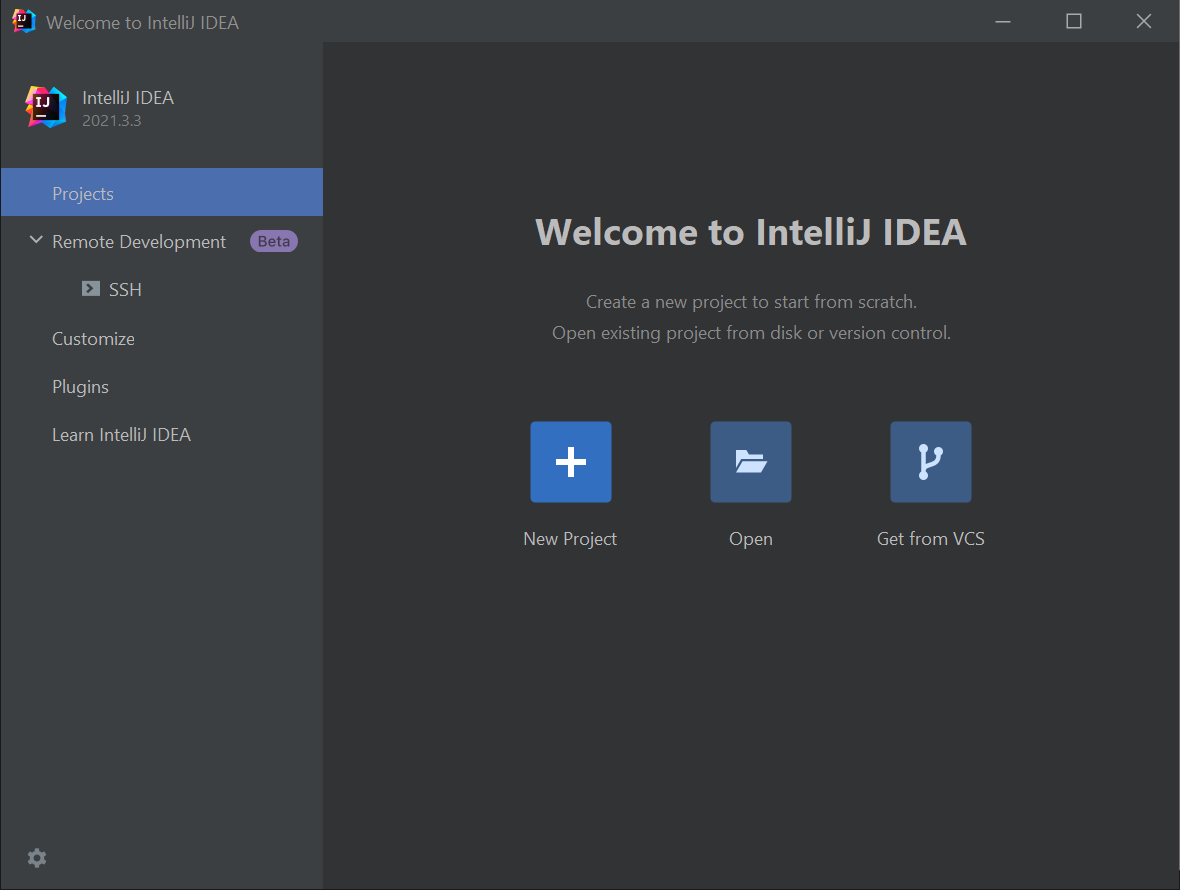 Welcome to IntelliJ IDEA
IJ
IntelliJ IDEA
2021.3.3
Projects
Remote Development Beta
SSH
Customize
Plugins
Learn IntelliJ IDEA
Welcome to IntelliJ IDEA
Create a new project to start from scratch.
Open existing project from disk or version control.
New Project
Open
Get from VCS